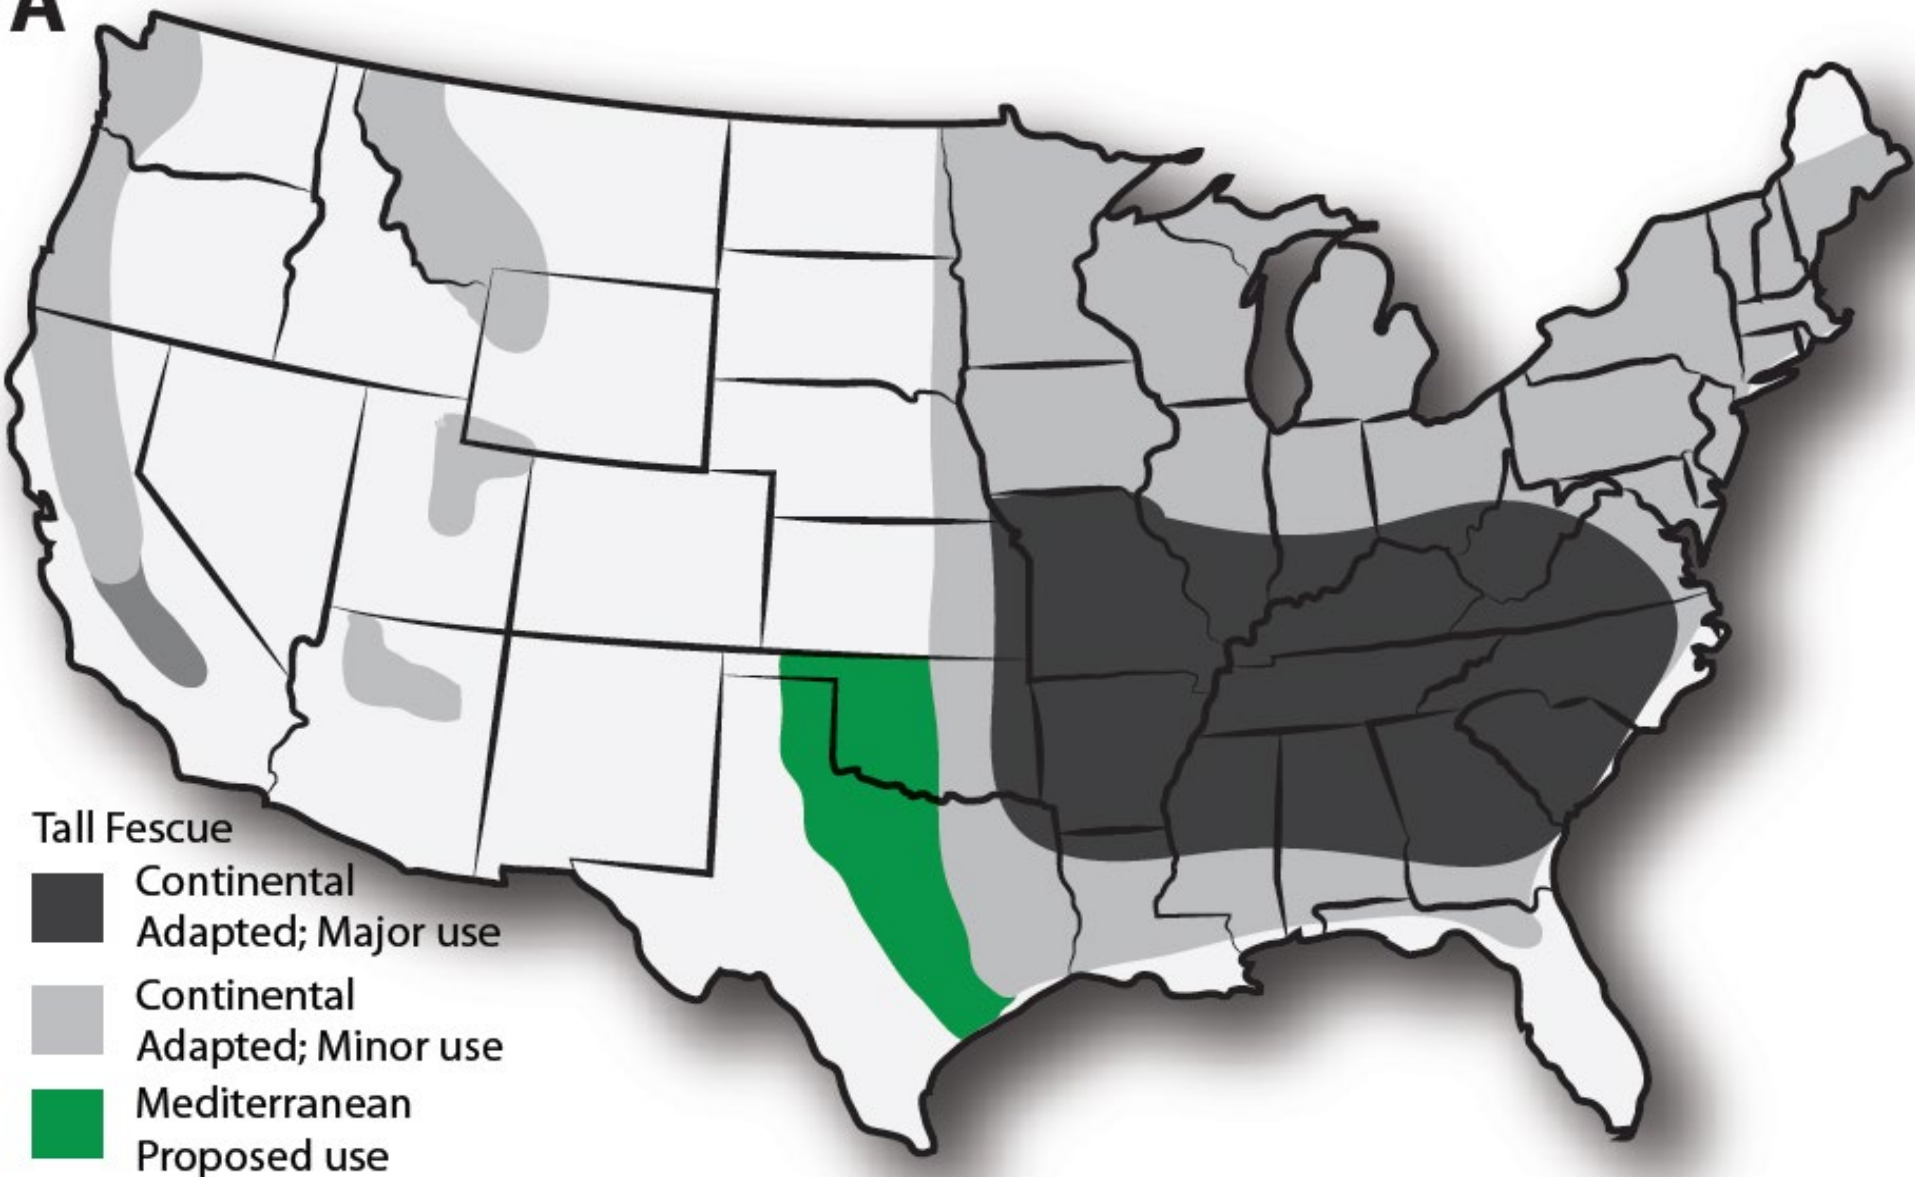 A
Tall Fescue
Continental
Adapted; Major use
Continental
Adapted; Minor use
Mediterranean
Proposed use